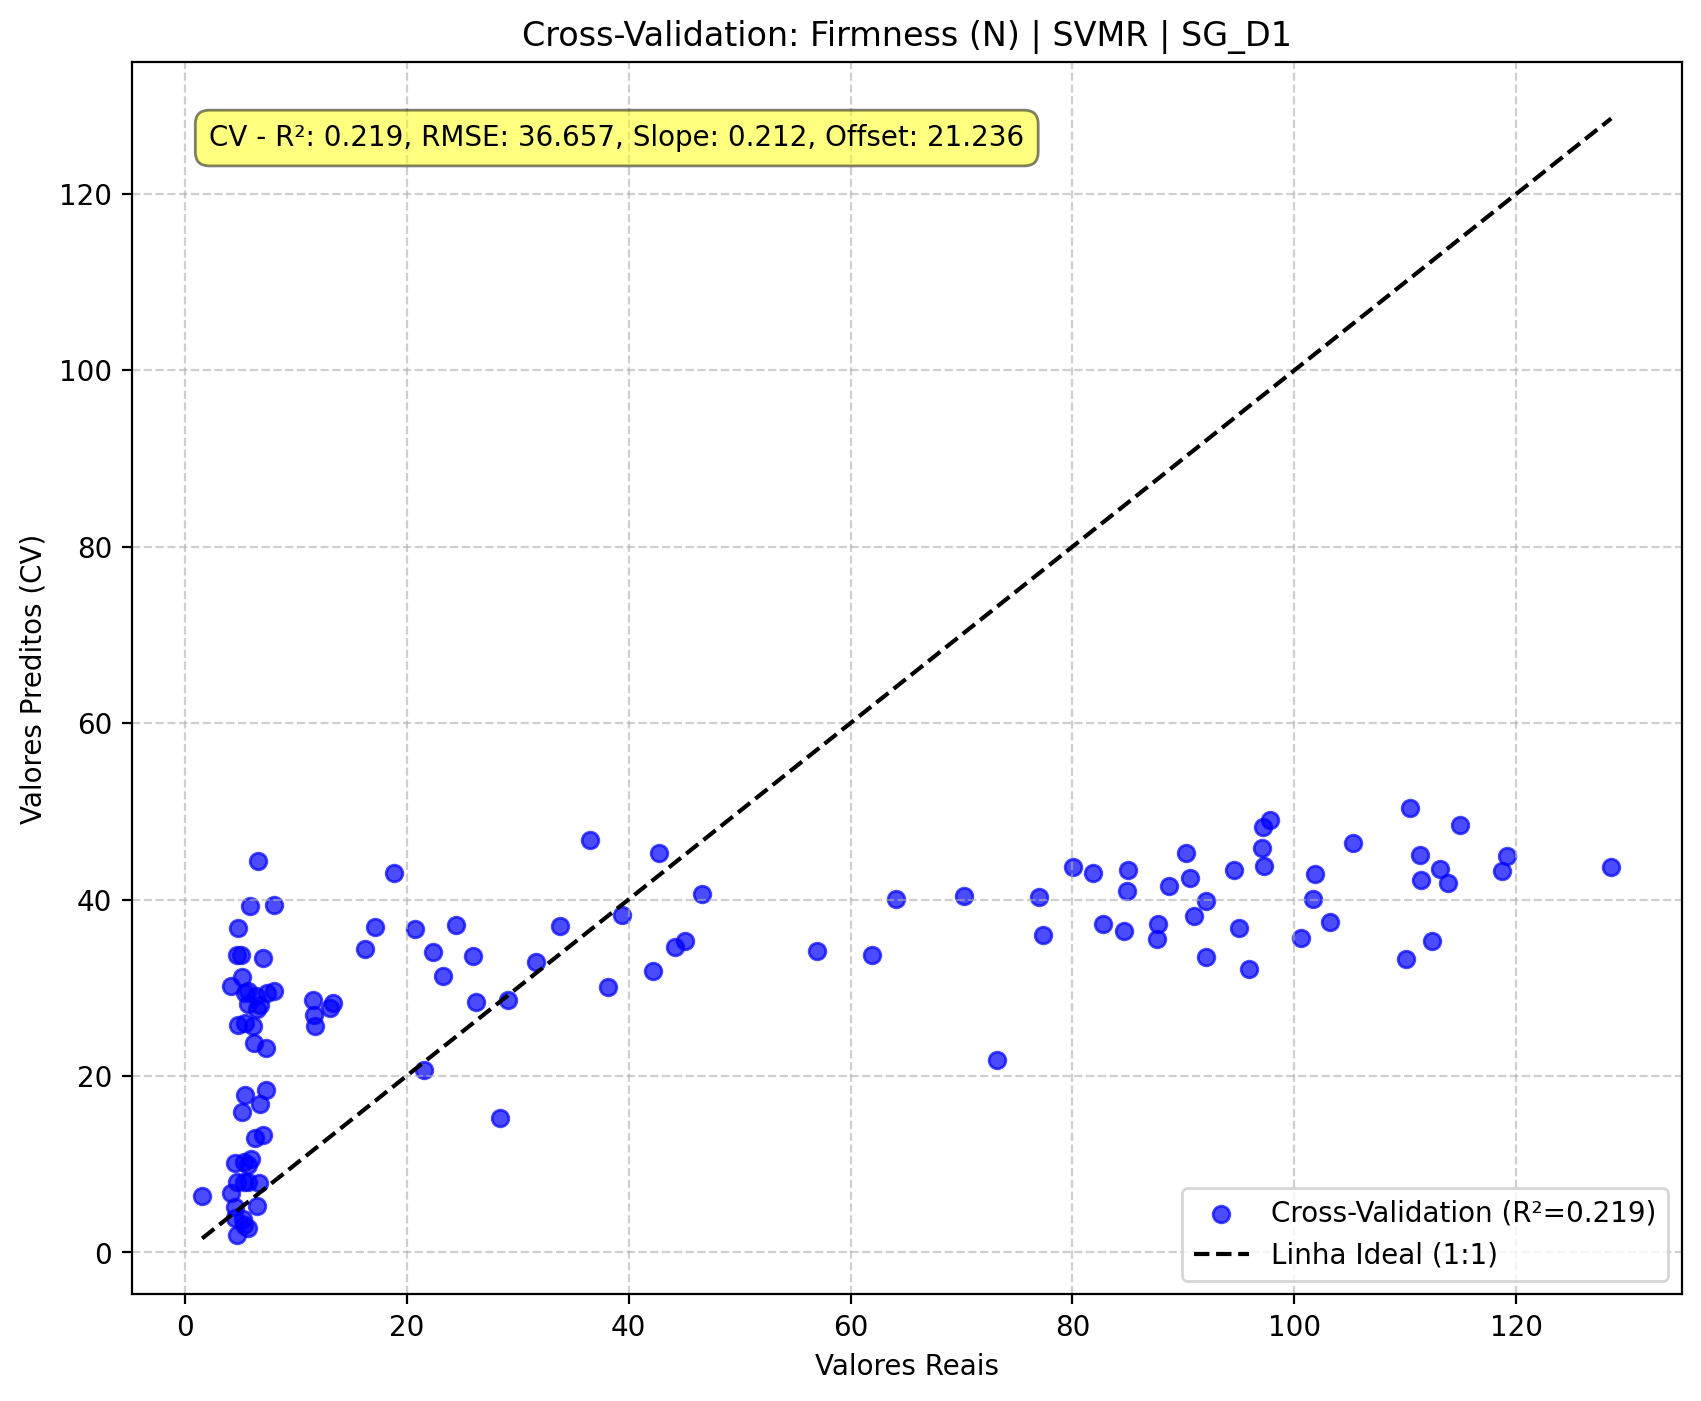 Cross-Validation: Firmness (N) | SVMR | SG_D1
CV - R²: 0.219, RMSE: 36.657, Slope: 0.212, Offset: 21.236
Valores Preditos (CV)
120
100
80
60
40
20
0
Cross-Validation (R²=0.219)
Linha Ideal (1:1)
0 20 40 60 80 100 120
Valores Reais